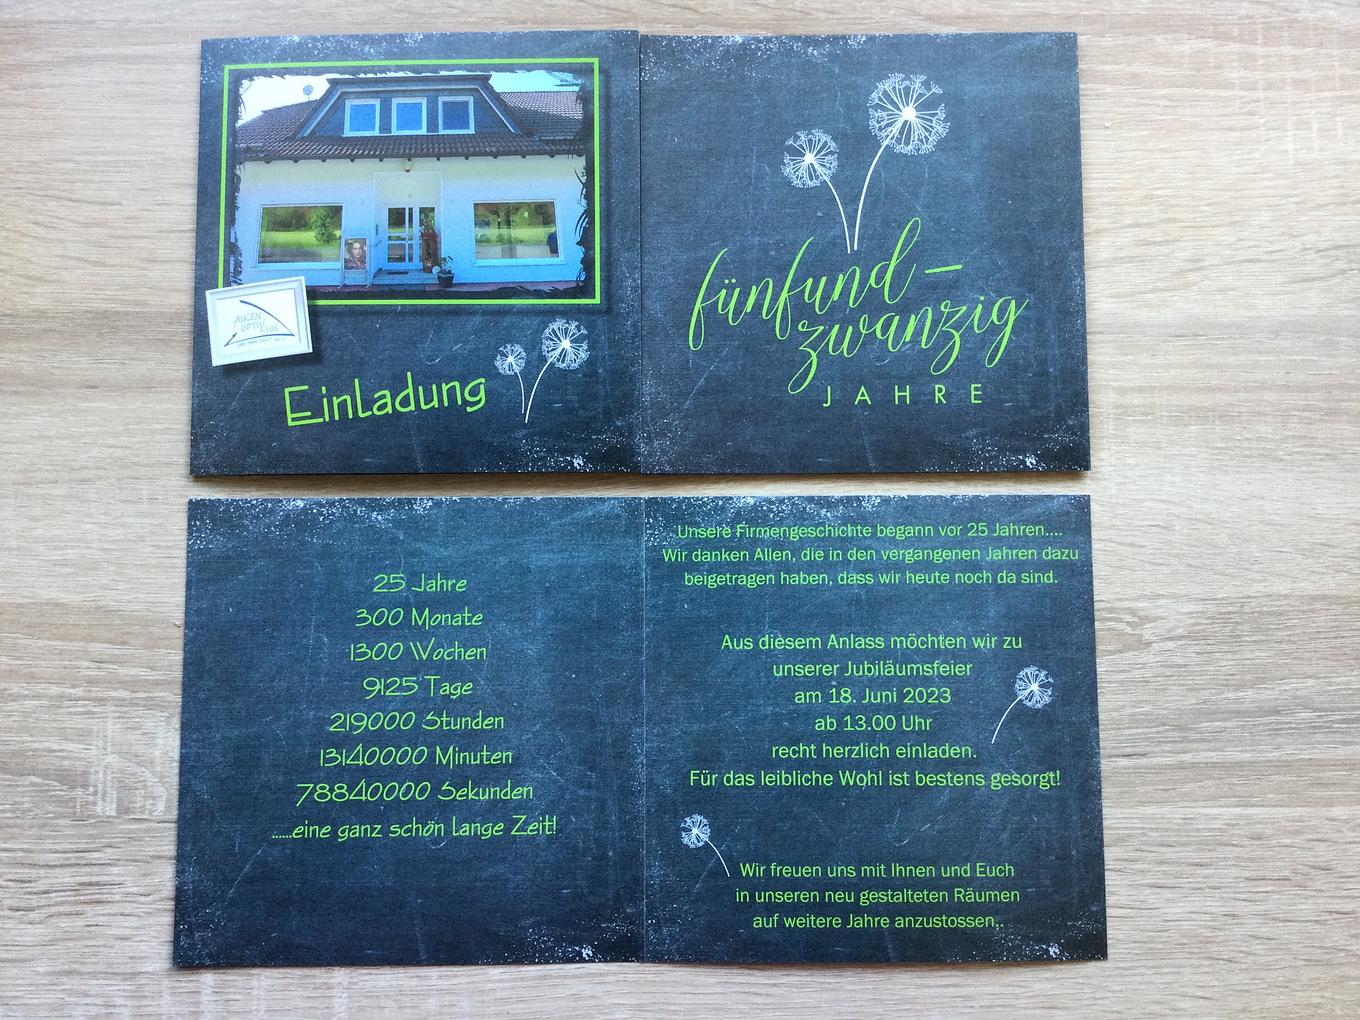 AUGEN
OPTIK
Einladung
fünfund-
zwanzig
JAHRE
25 Jahre
300 Monate
1300 Wochen
9125 Tage
219000 Stunden
13140000 Minuten
78840000 Sekunden
......eine ganz schön lange Zeit!
Unsere Firmengeschichte begann vor 25 Jahren....
Wir danken Allen, die in den vergangenen Jahren dazu
beigetragen haben, dass wir heute noch da sind.
Aus diesem Anlass möchten wir zu
unserer Jubiläumsfeier
am 18. Juni 2023
ab 13.00 Uhr
recht herzlich einladen.
Für das leibliche Wohl ist bestens gesorgt!
Wir freuen uns mit Ihnen und Euch
in unseren neu gestalteten Räumen
auf weitere Jahre anzustossen,.